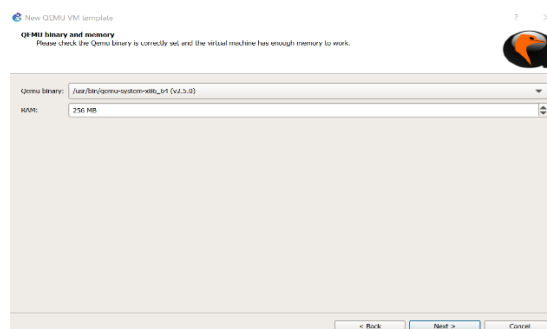 New QEMU VM template
QEMU binary and memory
Please check the Qemu binary is correctly set and the virtual machine has enough memory to work.
Qemu binary: /usr/bin/qemu-system-x86_64 (v2.5.0)
RAM: 256 MB
< Back Next > Cancel